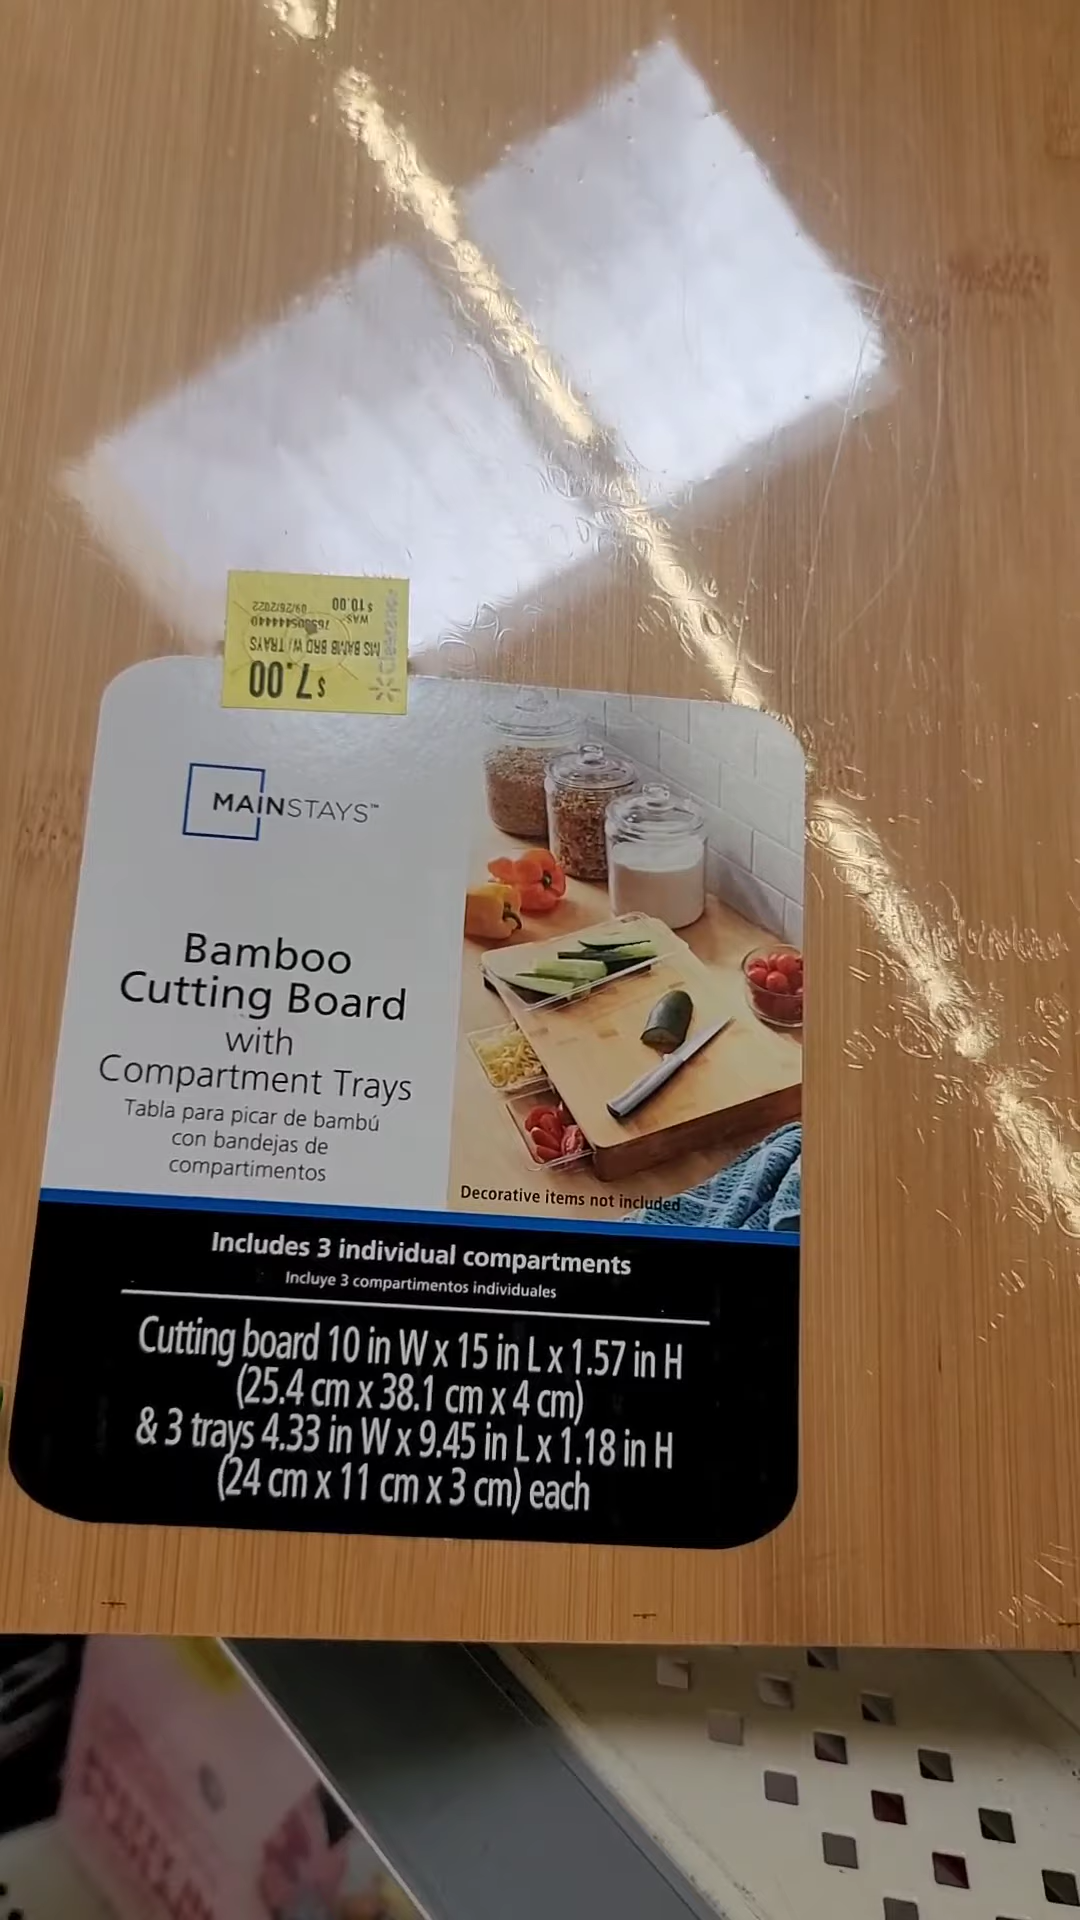 $ 7.00
MS BAMB BRD W/ TRAYS
WAS
$ 10.00
09/26/2022
Clearance
MAINSTAYS™
Bamboo
Cutting Board
with
Compartment Trays
Tabla para picar de bambú
con bandejas de
compartimentos
Decorative items not included
Includes 3 individual compartments
Incluye 3 compartimentos individuales
Cutting board 10 in W x 15 in L x 1.57 in H
(25.4 cm x 38.1 cm x 4 cm)
& 3 trays 4.33 in W x 9.45 in L x 1.18 in H
(24 cm x 11 cm x 3 cm) each